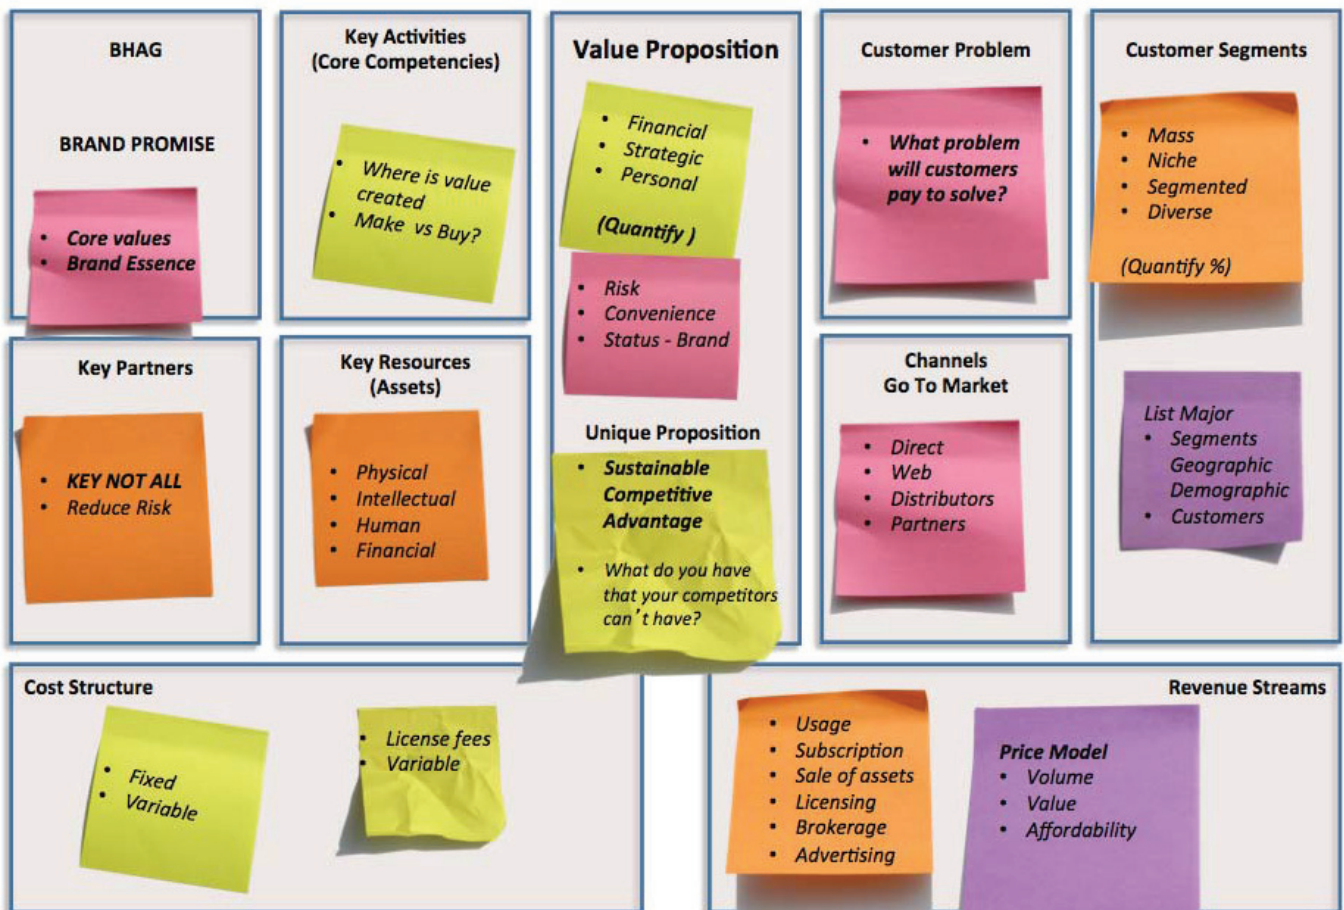 BHAG
BRAND PROMISE
• Core values
• Brand Essence
Key Activities
(Core Competencies)
• Where is value
created
• Make vs Buy?
Value Proposition
• Financial
• Strategic
• Personal
(Quantify )
• Risk
• Convenience
• Status - Brand
Unique Proposition
• Sustainable
Competitive
Advantage
• What do you have
that your competitors
can't have?
Customer Problem
• What problem
will customers
pay to solve?
Customer Segments
• Mass
• Niche
• Segmented
• Diverse
(Quantify %)
List Major
• Segments
Geographic
Demographic
• Customers
Key Partners
• KEY NOT ALL
• Reduce Risk
Key Resources
(Assets)
• Physical
• Intellectual
• Human
• Financial
Channels
Go To Market
• Direct
• Web
• Distributors
• Partners
Cost Structure
• Fixed
• Variable
• License fees
• Variable
Revenue Streams
• Usage
• Subscription
• Sale of assets
• Licensing
• Brokerage
• Advertising
Price Model
• Volume
• Value
• Affordability